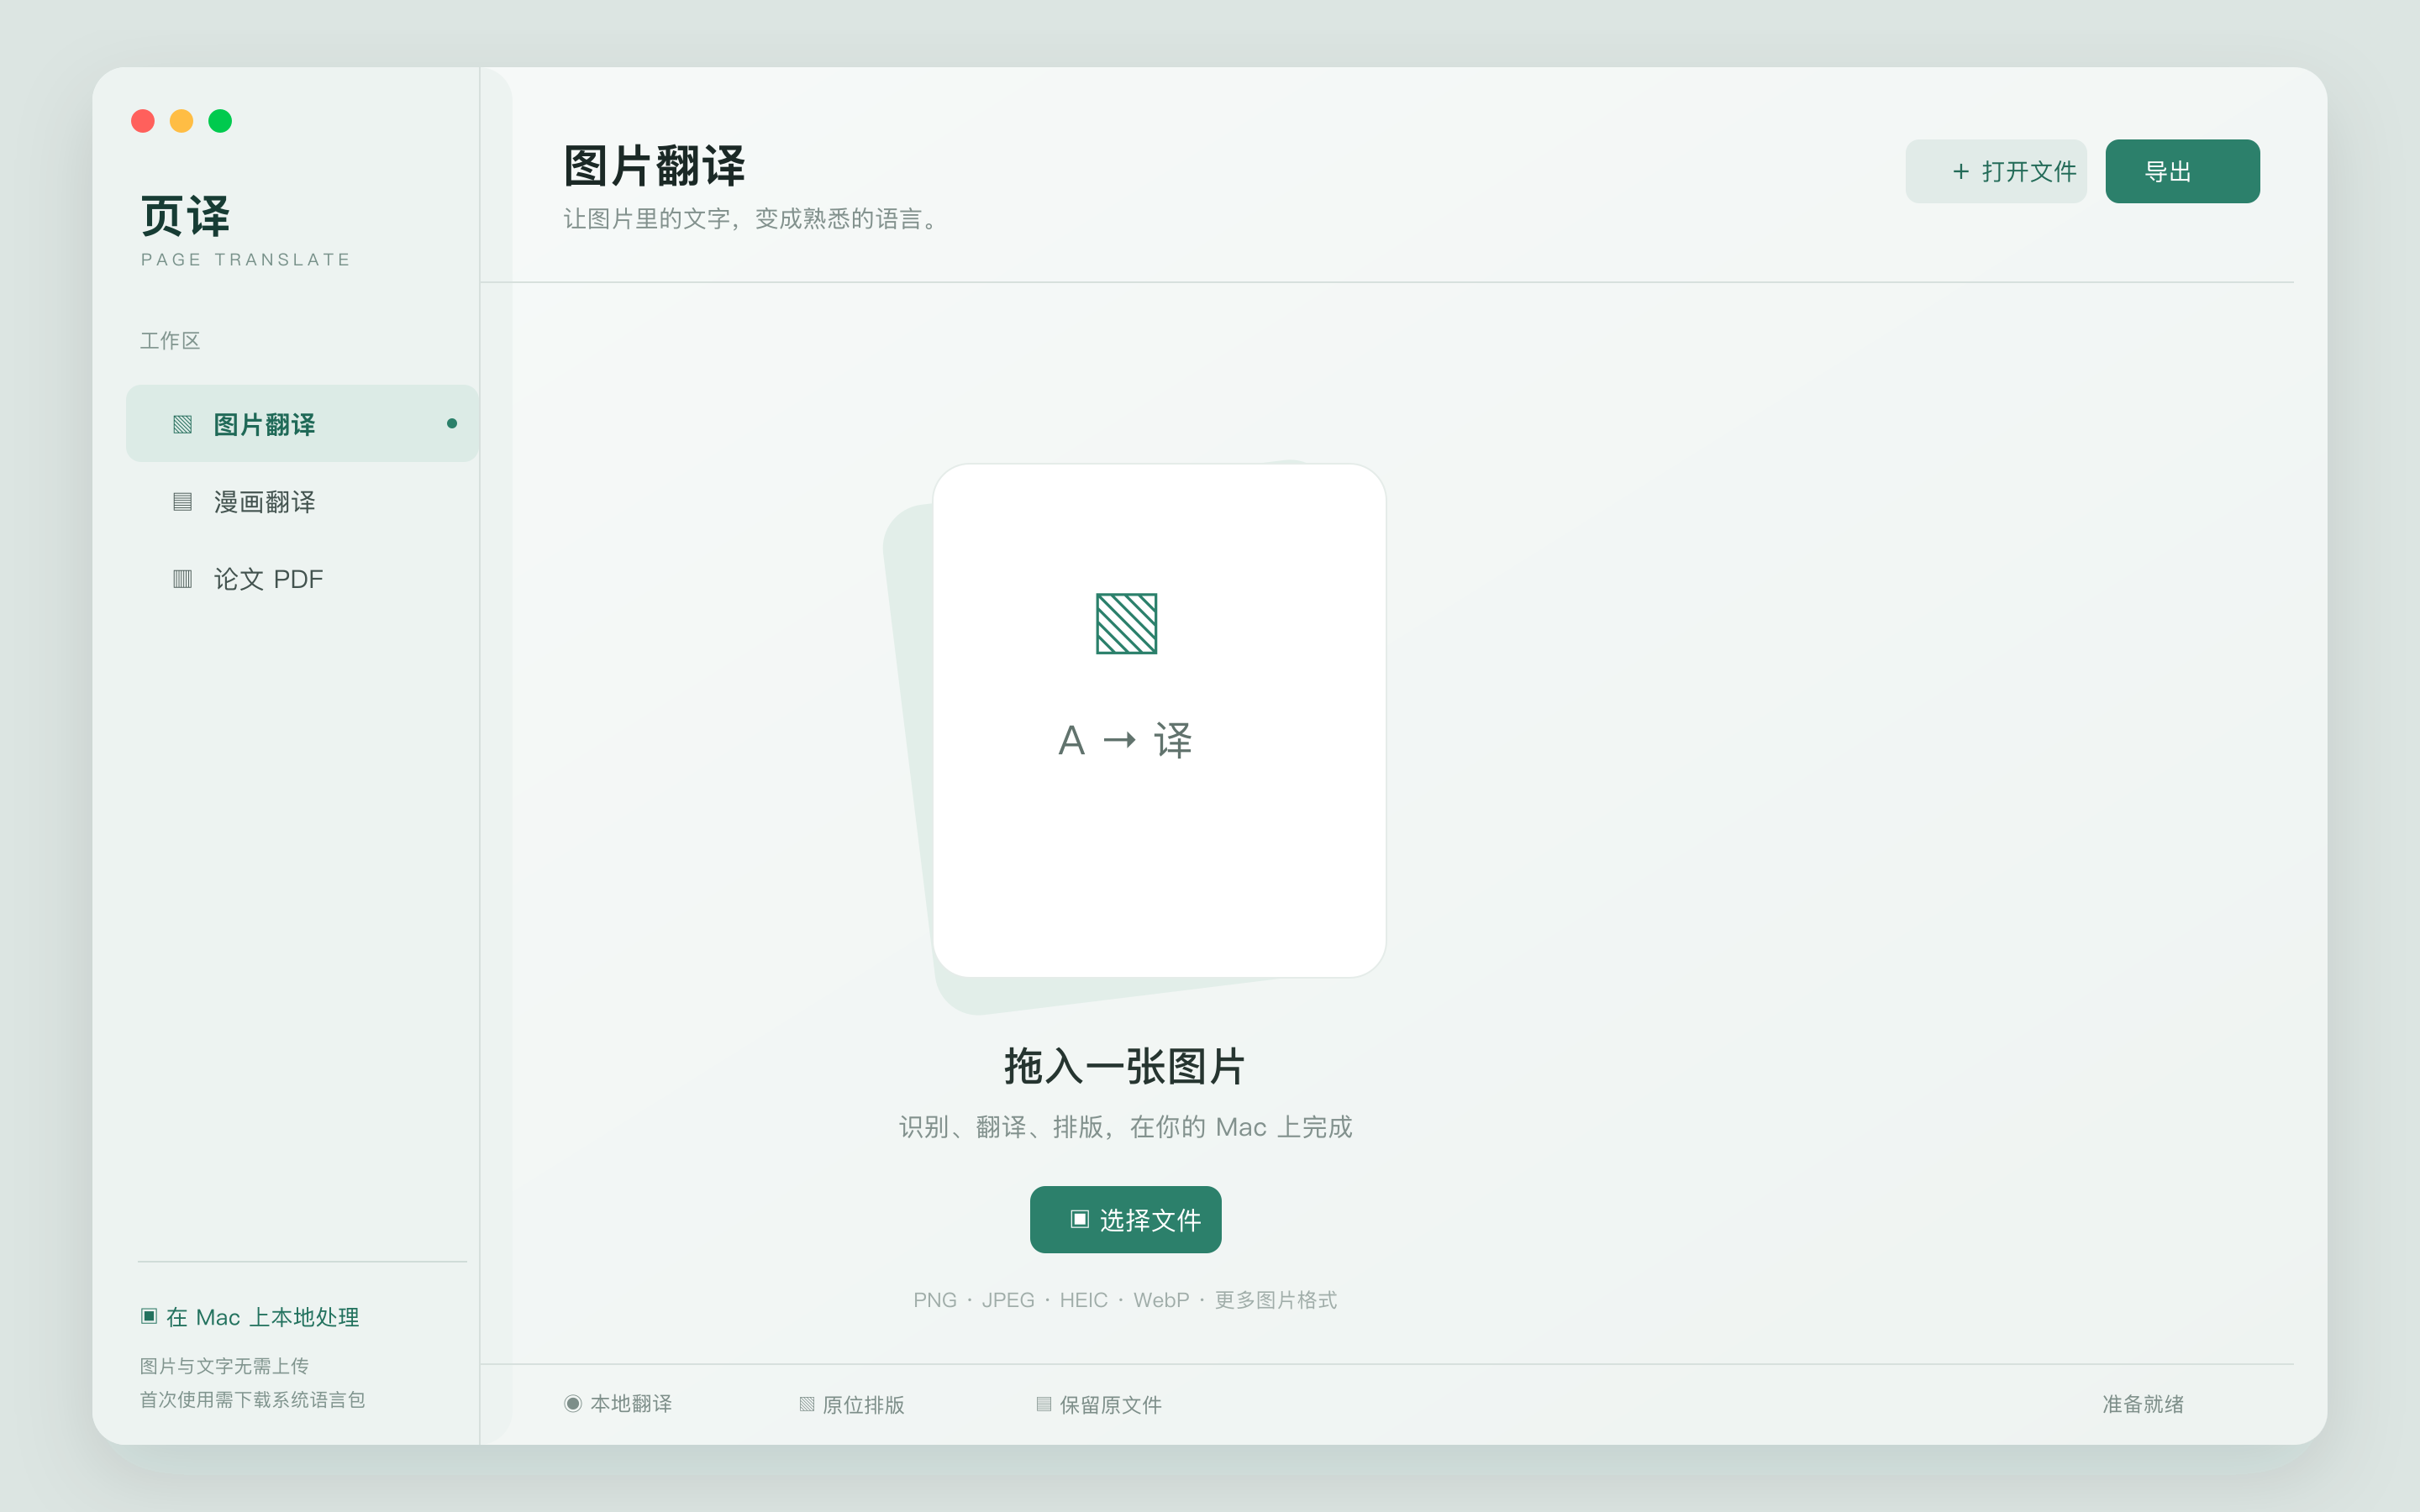 页译
PAGE TRANSLATE
工作区
图片翻译
漫画翻译
论文 PDF
在 Mac 上本地处理
图片与文字无需上传
首次使用需下载系统语言包
图片翻译
让图片里的文字，变成熟悉的语言。
+ 打开文件
导出
A → 译
拖入一张图片
识别、翻译、排版，在你的 Mac 上完成
选择文件
PNG · JPEG · HEIC · WebP · 更多图片格式
本地翻译
原位排版
保留原文件
准备就绪